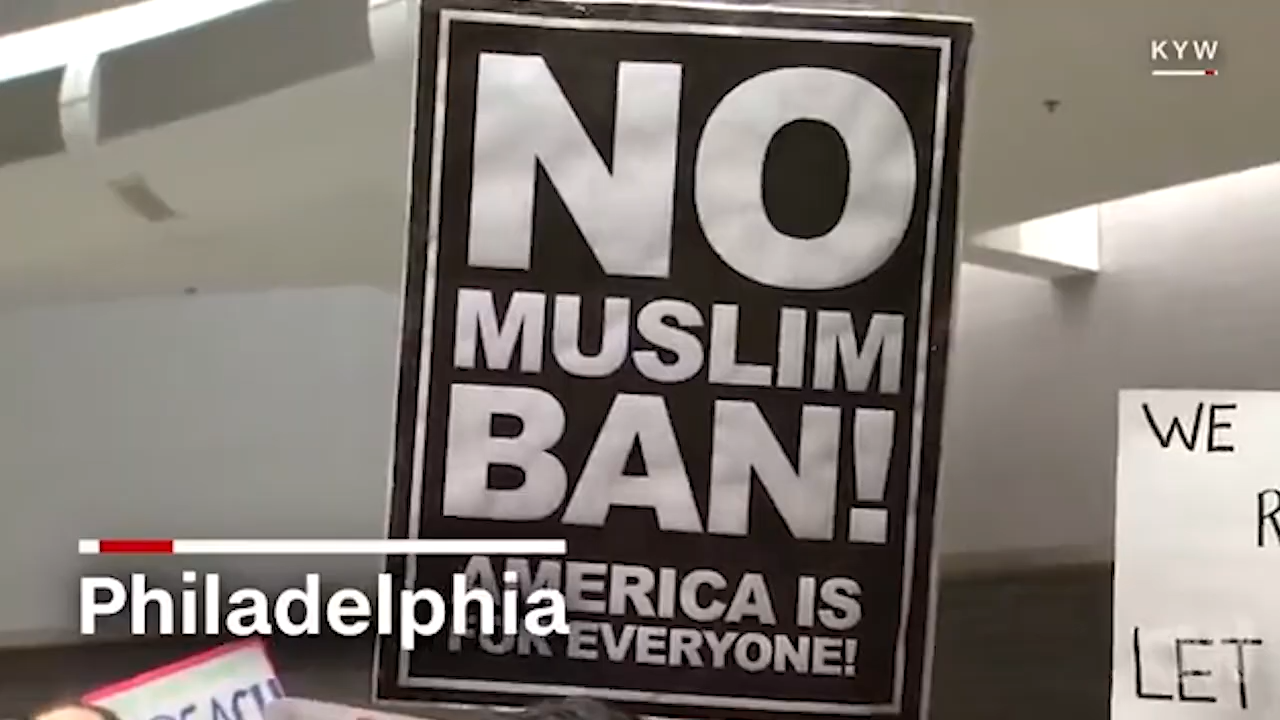 KYW
NO
MUSLIM
BAN!
AMERICA IS
FOR EVERYONE!
Philadelphia
WE
LET